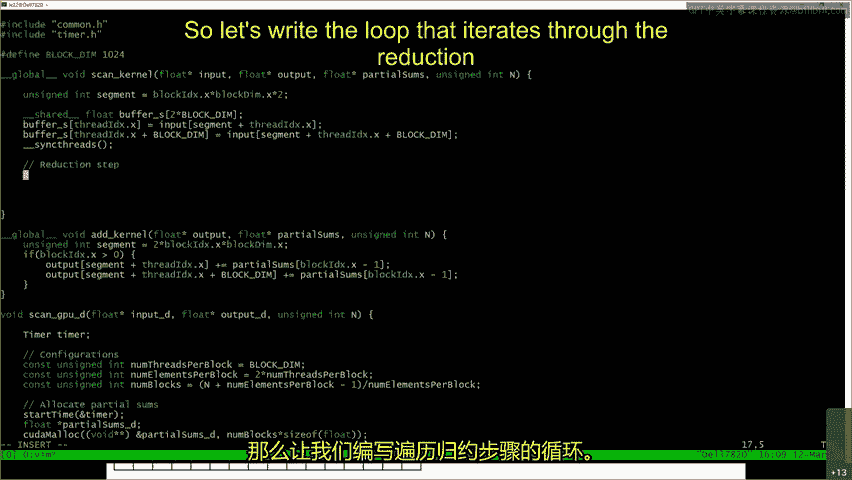 So let's write the loop that iterates through the
reduction
#include "common.h"
#include "timer.h"
#define BLOCK_DIM 1024
__global__ void scan_kernel(float* input, float* output, float* partialSums, unsigned int N) {
unsigned int segment = blockIdx.x*blockDim.x*2;
__shared__ float buffer_s[2*BLOCK_DIM];
buffer_s[threadIdx.x] = input[segment + threadIdx.x];
buffer_s[threadIdx.x + BLOCK_DIM] = input[segment + threadIdx.x + BLOCK_DIM];
__syncthreads();
// Reduction step
}
__global__ void add_kernel(float* output, float* partialSums, unsigned int N) {
unsigned int segment = 2*blockIdx.x*blockDim.x;
if(blockIdx.x > 0) {
output[segment + threadIdx.x] += partialSums[blockIdx.x - 1];
output[segment + threadIdx.x + BLOCK_DIM] += partialSums[blockIdx.x - 1];
}
}
void scan_gpu_d(float* input_d, float* output_d, unsigned int N) {
Timer timer;
// Configurations
const unsigned int numThreadsPerBlock = BLOCK_DIM;
const unsigned int numElementsPerBlock = 2*numThreadsPerBlock;
const unsigned int numBlocks = (N + numElementsPerBlock - 1)/numElementsPerBlock;
// Allocate partial sums
startTime(&timer);
float *partialSums_d;
cudaMalloc((void**) &partialSums_d, numBlocks*sizeof(float));
-- INSERT -- 17,5
那么让我们编写遍历归约步骤的循环。
+13